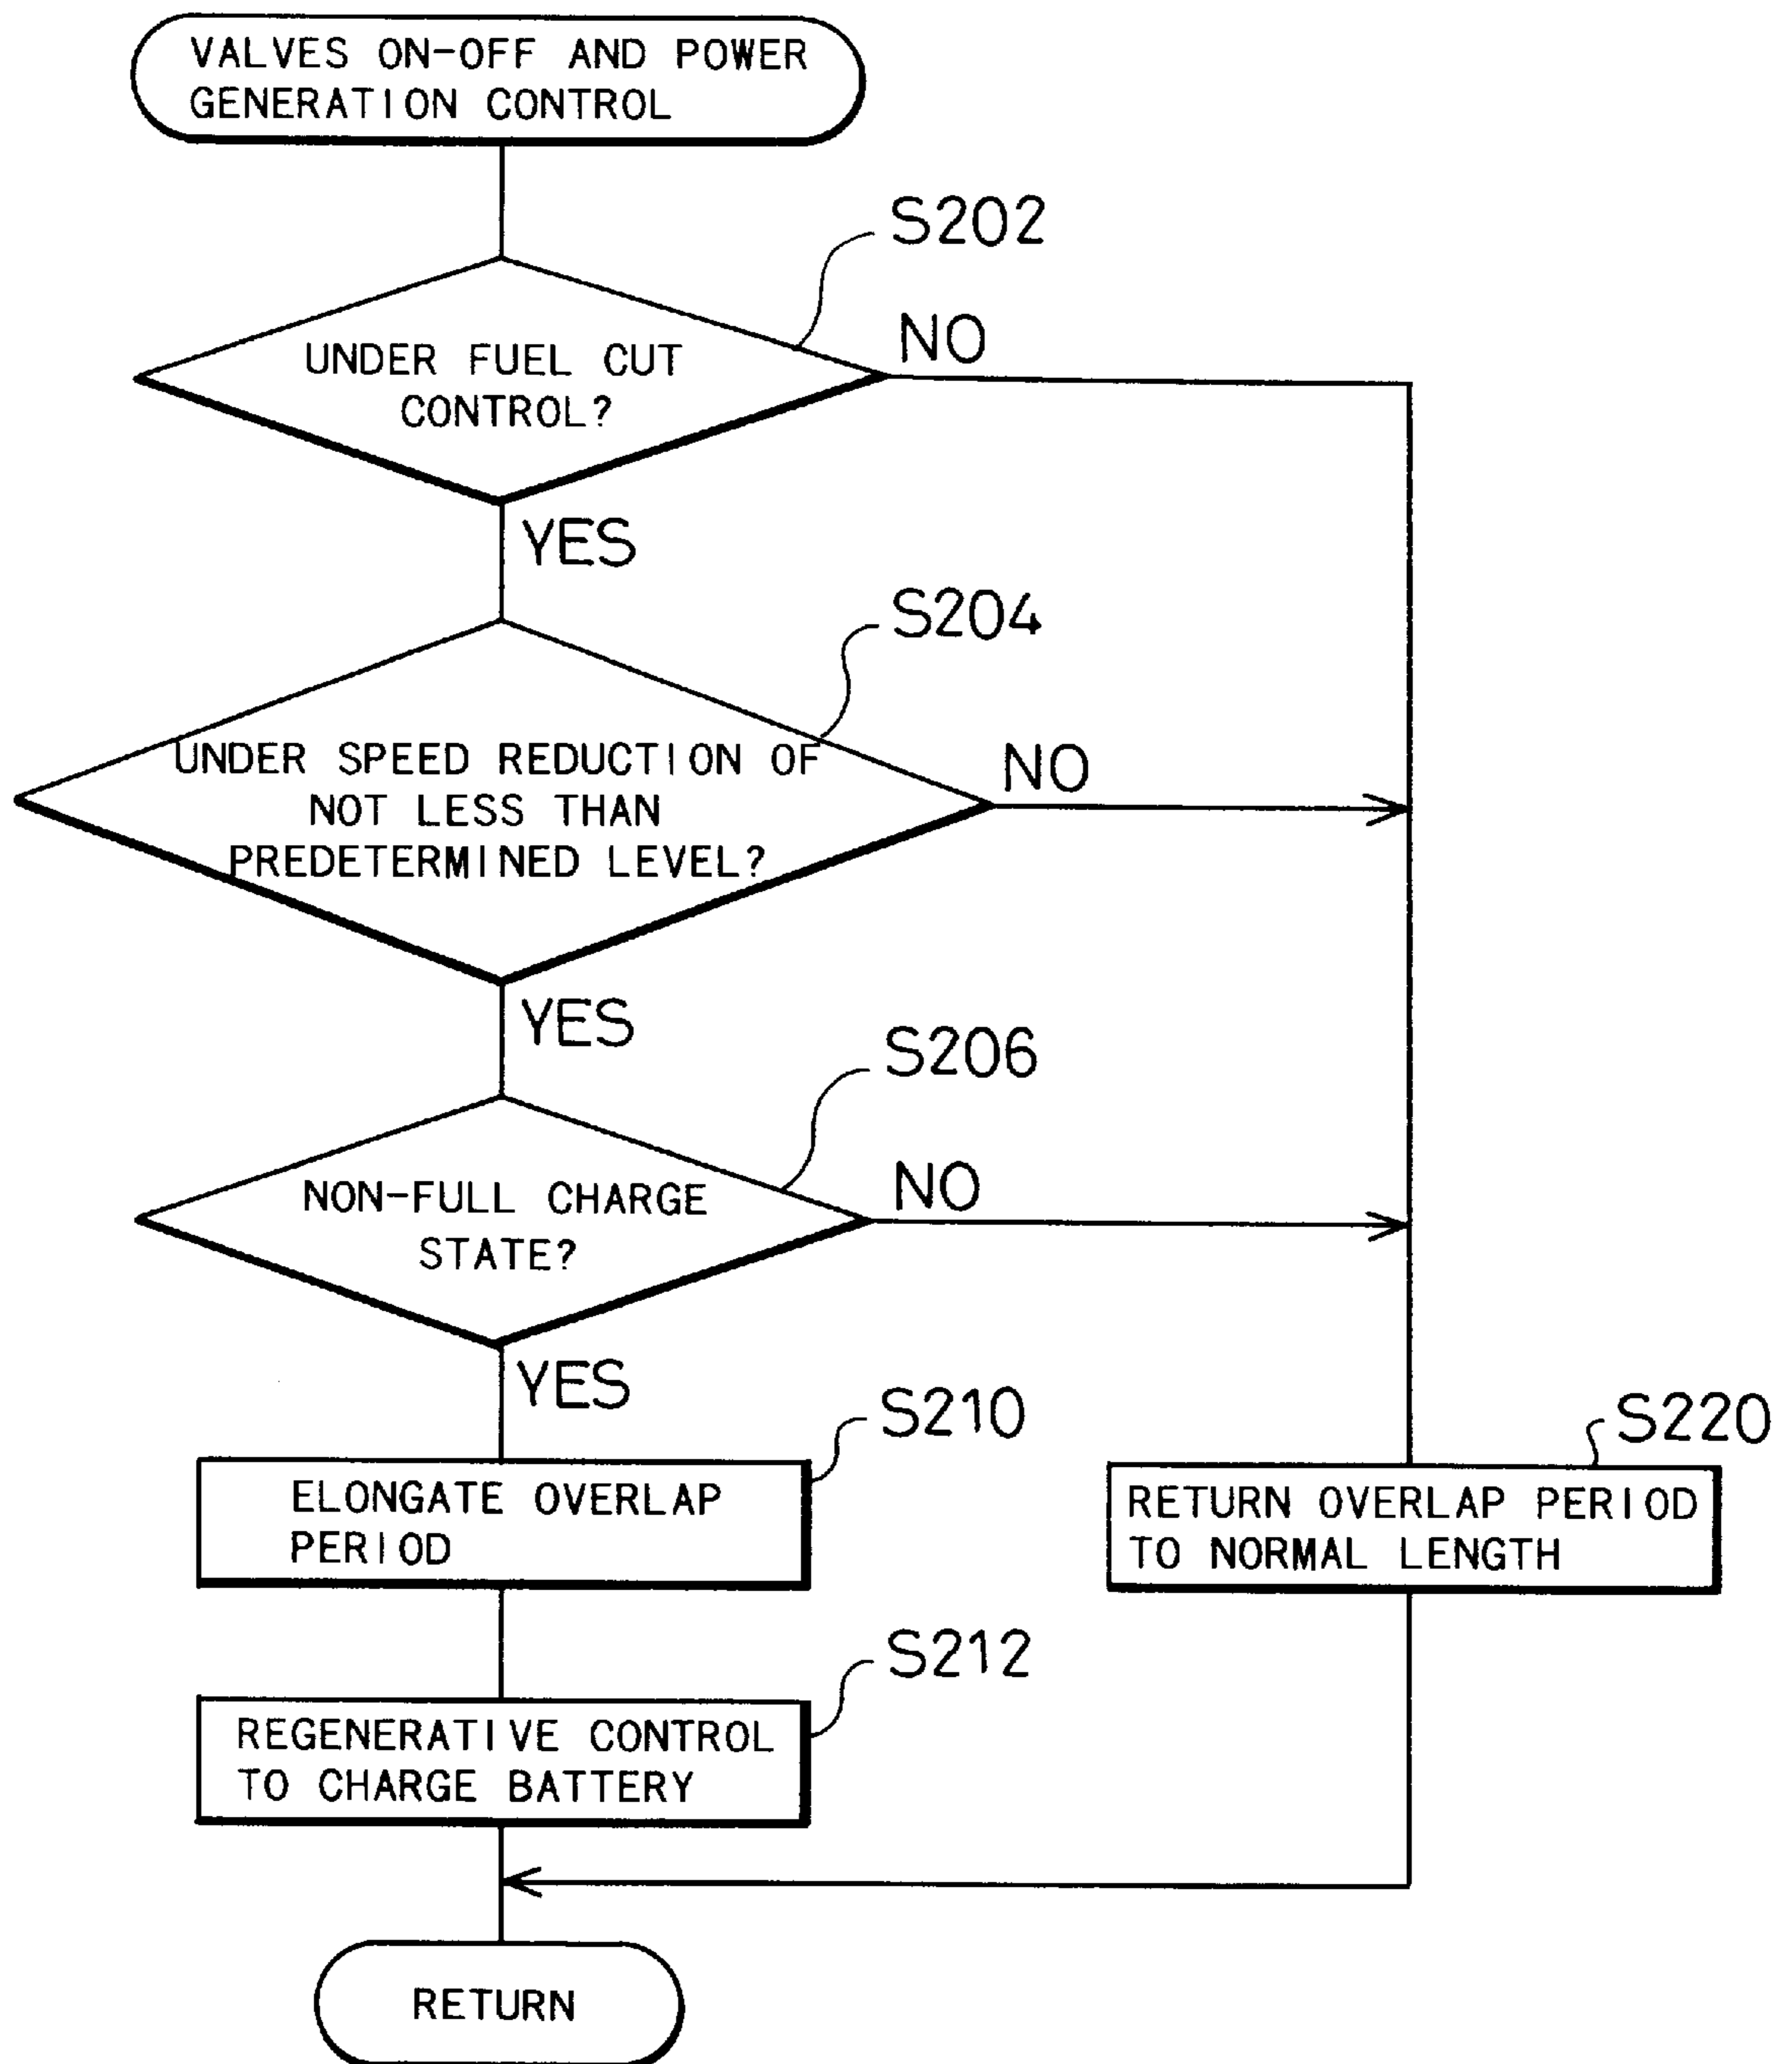 VALVES ON-OFF AND POWER
GENERATION CONTROL
S202
UNDER FUEL CUT
CONTROL?
NO
YES
S204
UNDER SPEED REDUCTION OF
NOT LESS THAN
PREDETERMINED LEVEL?
NO
YES
S206
NON-FULL CHARGE
STATE?
NO
YES
S210
ELONGATE OVERLAP
PERIOD
S220
RETURN OVERLAP PERIOD
TO NORMAL LENGTH
S212
REGENERATIVE CONTROL
TO CHARGE BATTERY
RETURN